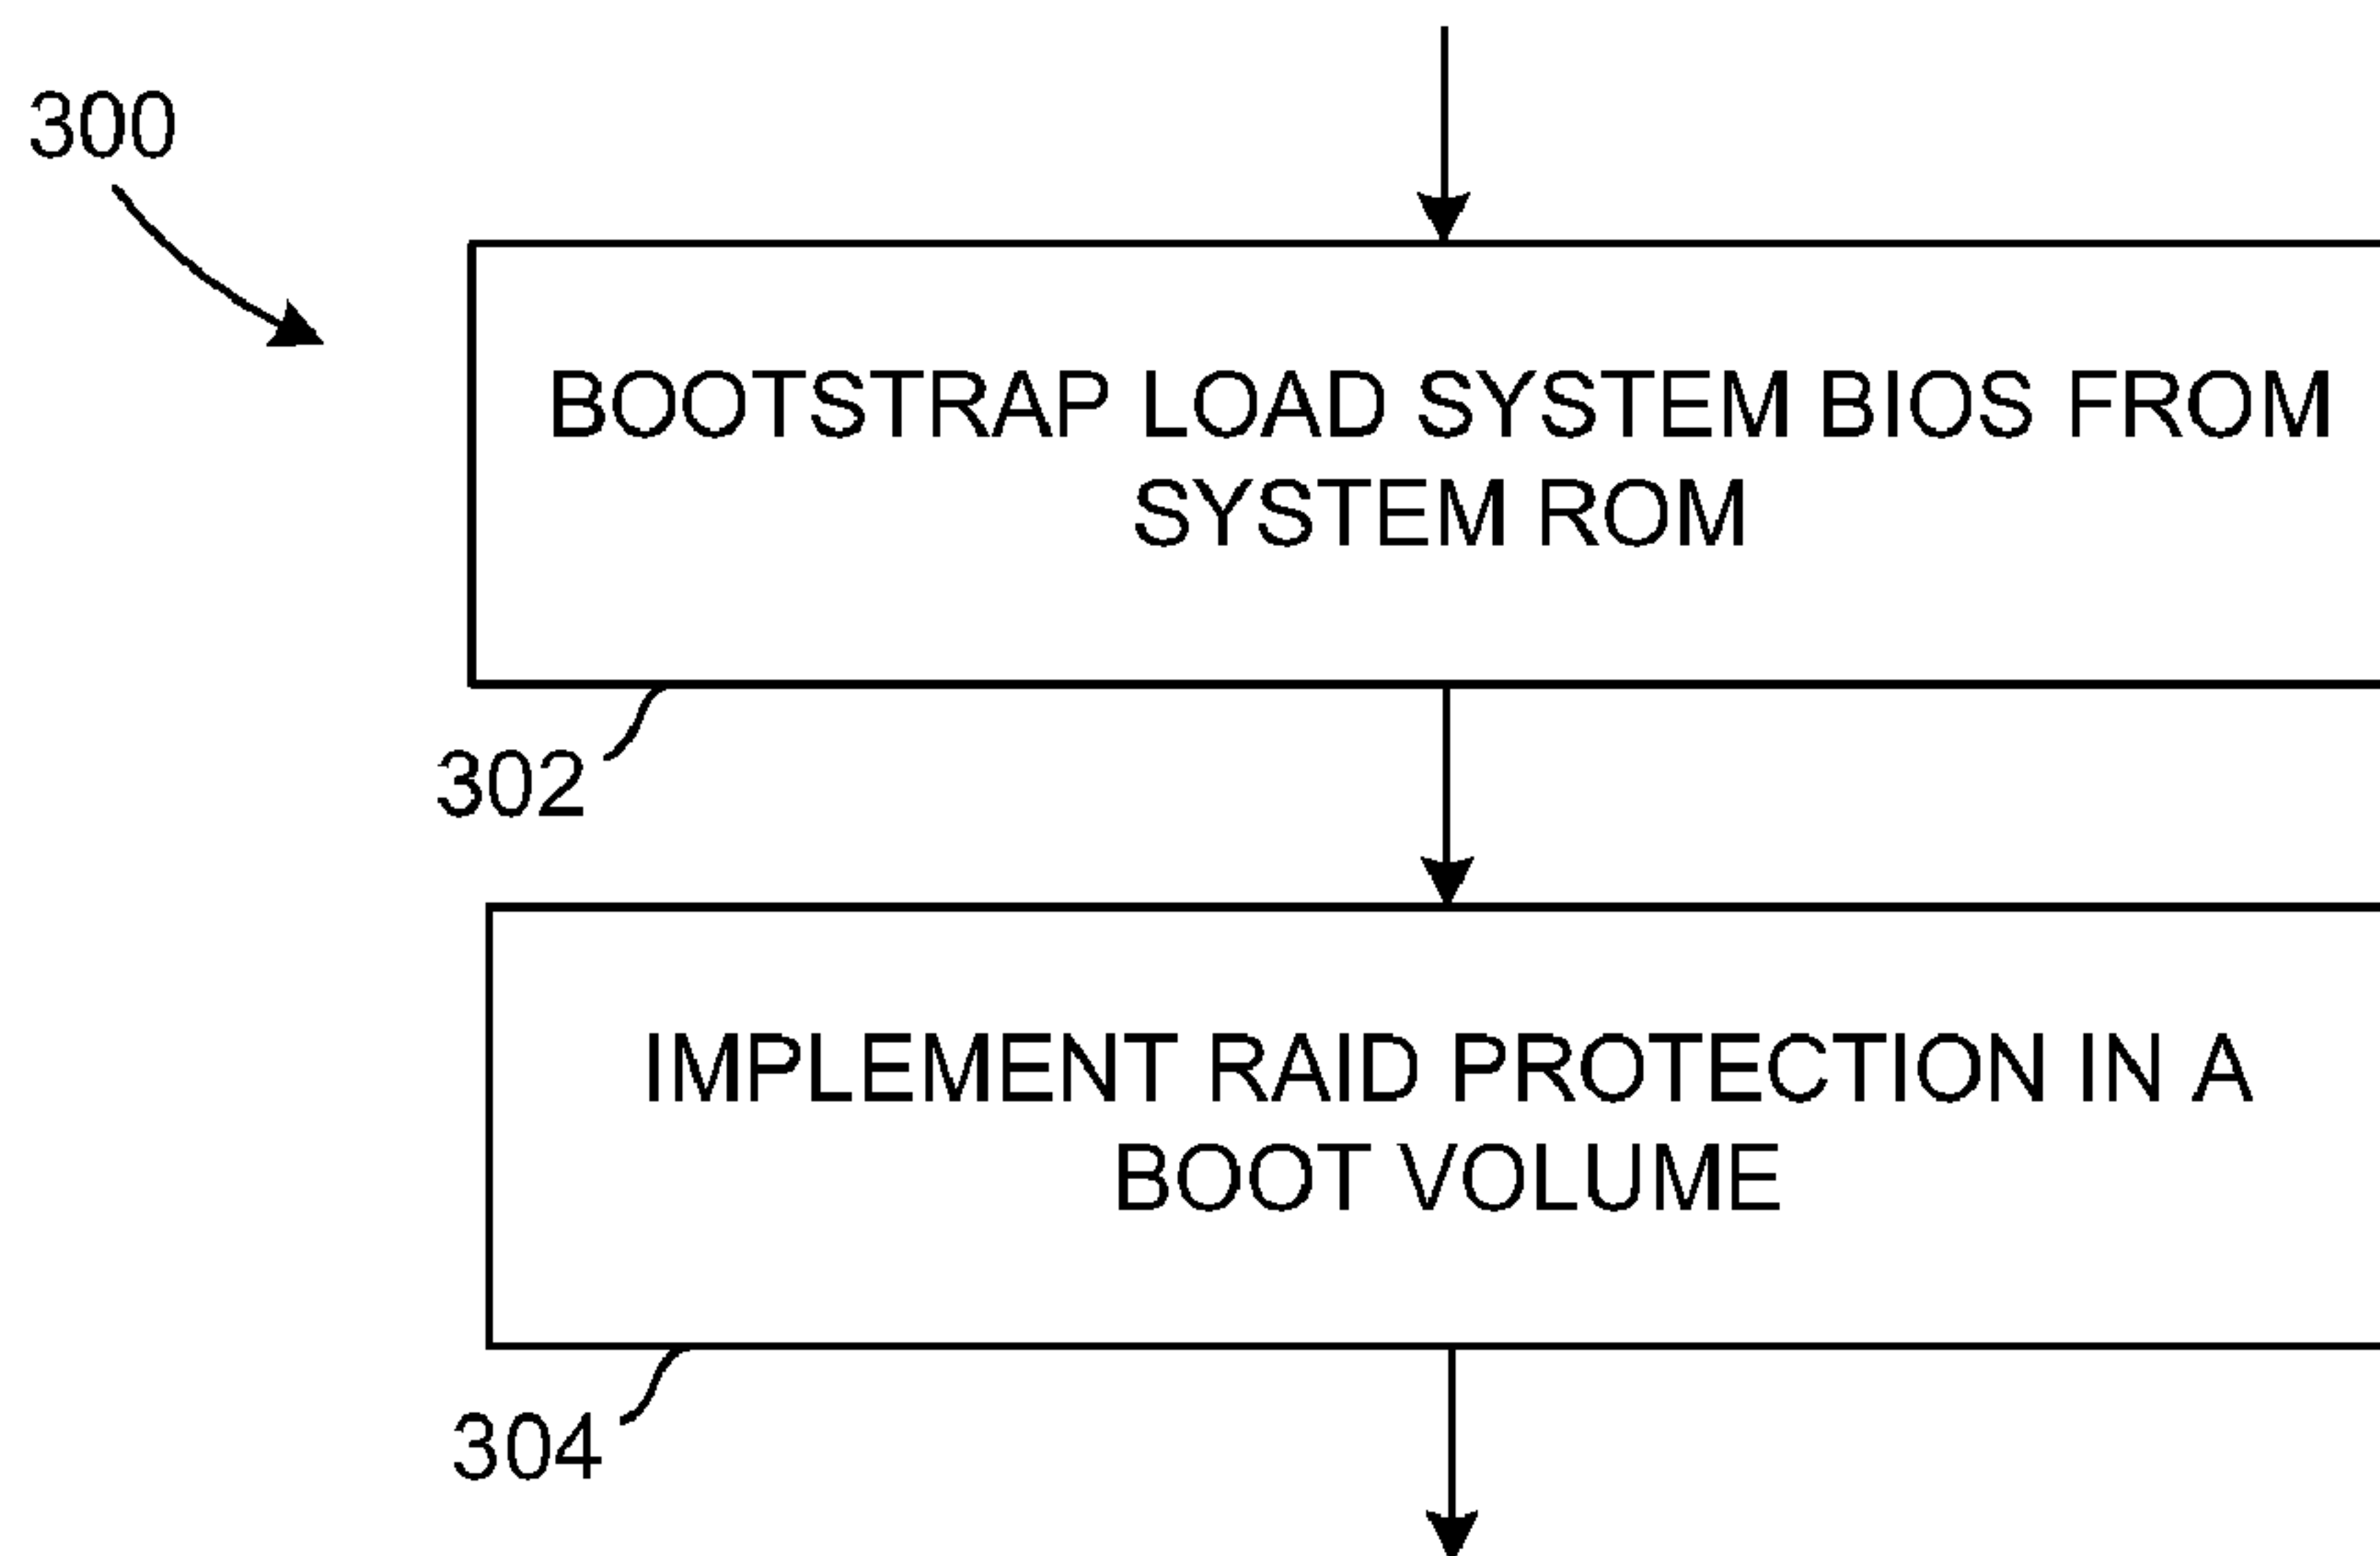 300
BOOTSTRAP LOAD SYSTEM BIOS FROM
SYSTEM ROM
302
IMPLEMENT RAID PROTECTION IN A
BOOT VOLUME
304